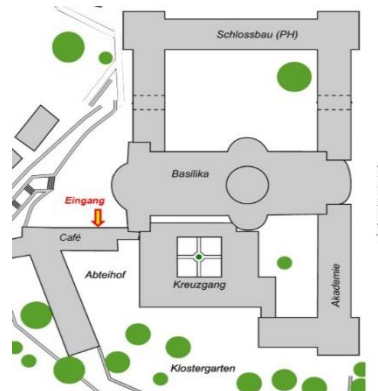 Schlossbau (PH)
Basilika
Eingang
Café
Abteihof
Kreuzgang
Akademie
Klostergarten